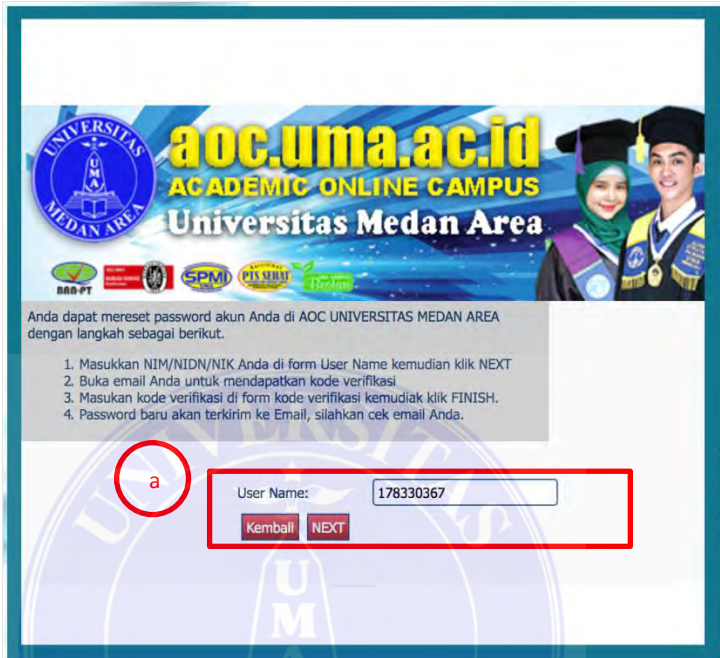 UNIVERSITAS
UMA
MEDAN AREA
aoc.uma.ac.id
ACADEMIC ONLINE CAMPUS
Universitas Medan Area
BAN-PT
SPMI
PTS SEHAT
Anda dapat mereset password akun Anda di AOC UNIVERSITAS MEDAN AREA
dengan langkah sebagai berikut.
1. Masukkan NIM/NIDN/NIK Anda di form User Name kemudian klik NEXT
2. Buka email Anda untuk mendapatkan kode verifikasi
3. Masukan kode verifikasi di form kode verifikasi kemudiak klik FINISH.
4. Password baru akan terkirim ke Email, silahkan cek email Anda.
a
User Name: 178330367
Kembali NEXT
UNIVERSITAS
U
M